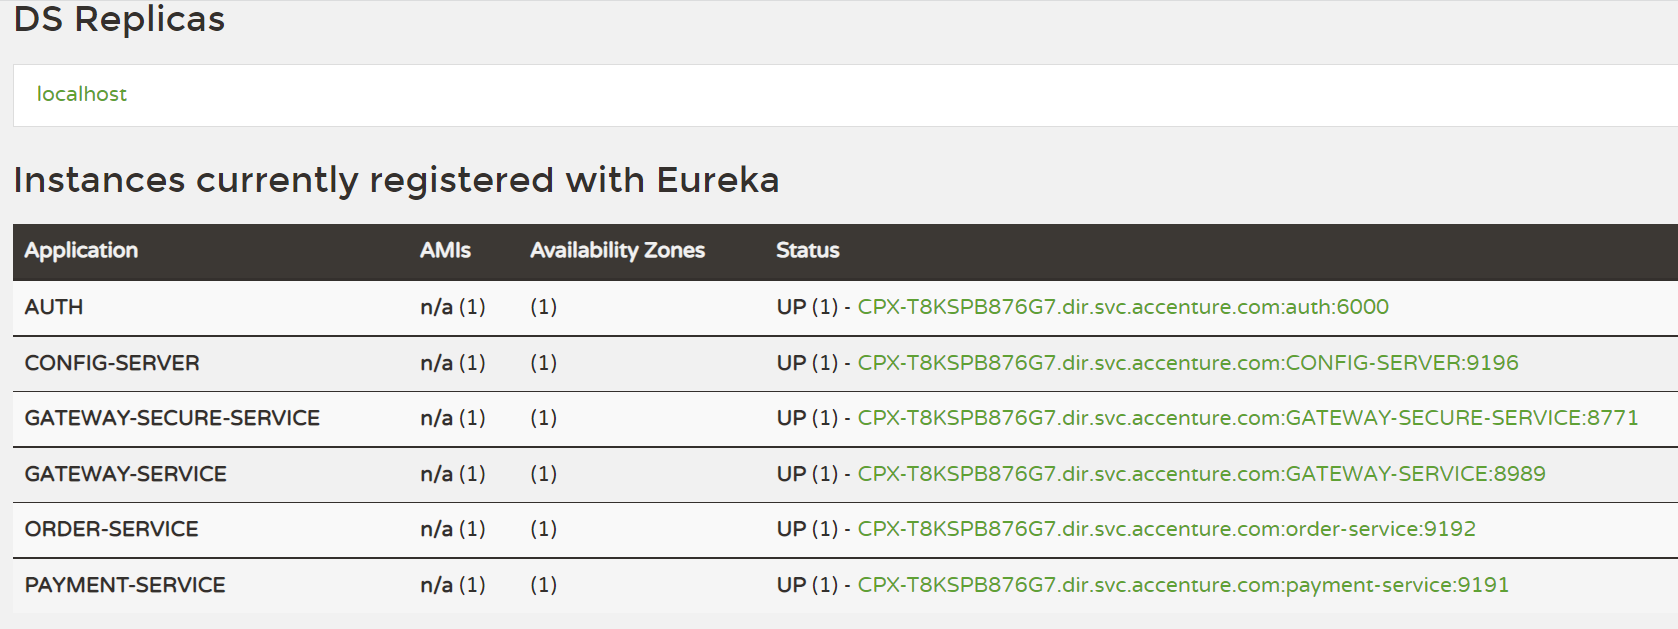 DS Replicas
localhost
Instances currently registered with Eureka
Application AMIs Availability Zones Status
AUTH n/a (1) (1) UP (1) - CPX-T8KSPB876G7.dir.svc.accenture.com:auth:6000
CONFIG-SERVER n/a (1) (1) UP (1) - CPX-T8KSPB876G7.dir.svc.accenture.com:CONFIG-SERVER:9196
GATEWAY-SECURE-SERVICE n/a (1) (1) UP (1) - CPX-T8KSPB876G7.dir.svc.accenture.com:GATEWAY-SECURE-SERVICE:8771
GATEWAY-SERVICE n/a (1) (1) UP (1) - CPX-T8KSPB876G7.dir.svc.accenture.com:GATEWAY-SERVICE:8989
ORDER-SERVICE n/a (1) (1) UP (1) - CPX-T8KSPB876G7.dir.svc.accenture.com:order-service:9192
PAYMENT-SERVICE n/a (1) (1) UP (1) - CPX-T8KSPB876G7.dir.svc.accenture.com:payment-service:9191